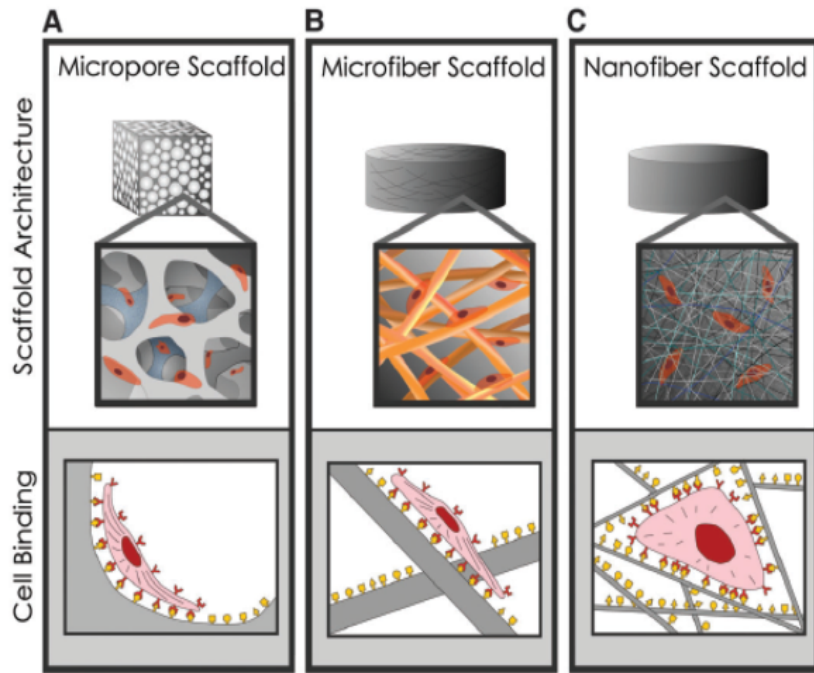 A
B
C
Micropore Scaffold
Microfiber Scaffold
Nanofiber Scaffold
Scaffold Architecture
Cell Binding